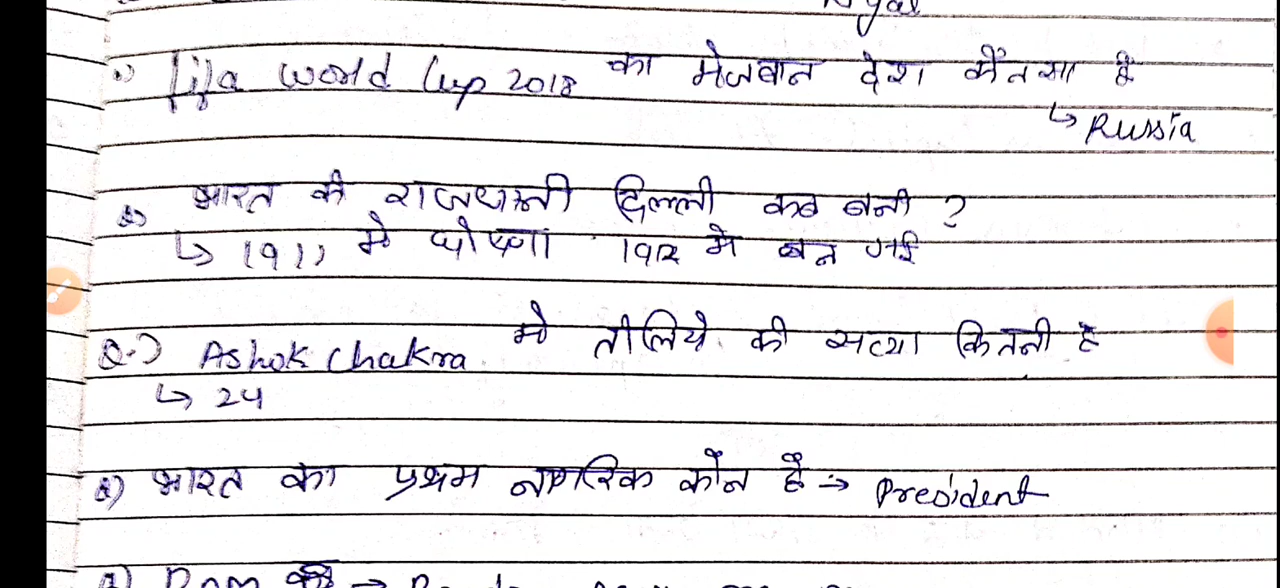 Q) fifa world Cup 2018 का मेजबान देश कौनसा है
↳ Russia
Q) भारत की राजधानी दिल्ली कब बनी ?
↳ 1911 मे घोषणा 1912 मे बन गई
Q.) Ashok Chakra मे तीलिये की सख्या कितनी है
↳ 24
Q) भारत का प्रथम नागरिक कौन है → President